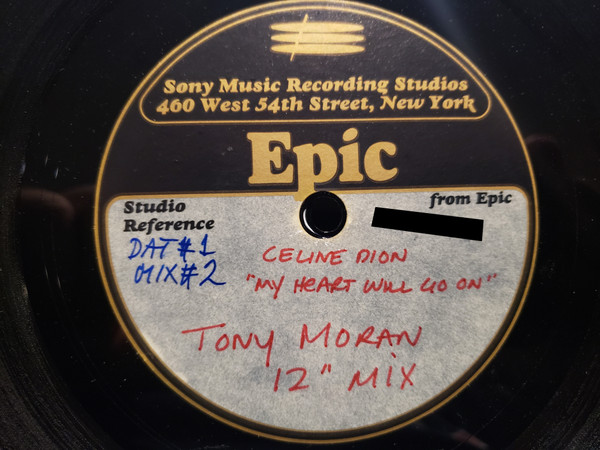 Sony Music Recording Studios
460 West 54th Street, New York
Epic
Studio
Reference
from Epic
DAT #1
MIX #2
CELINE DION
"MY HEART WILL GO ON"
TONY MORAN
12" MIX